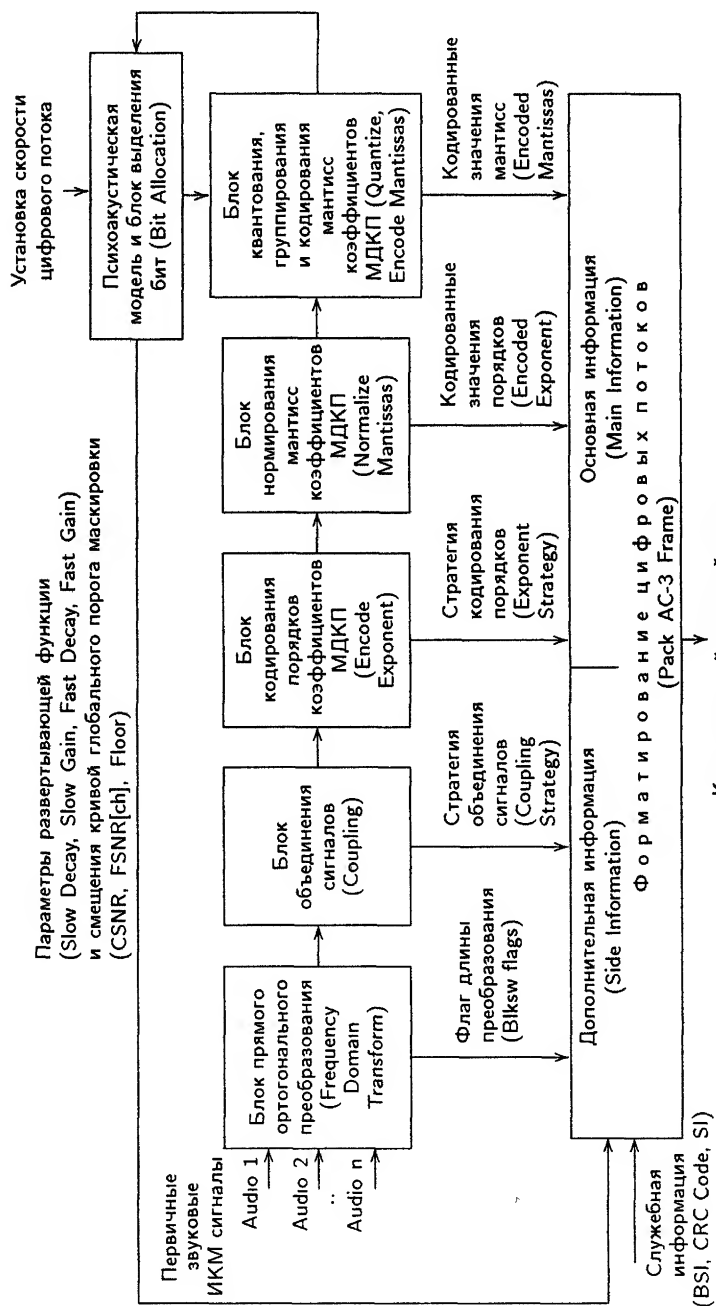 Установка скорости
цифрового потока
Психоакустическая
модель и блок выделения
бит (Bit Allocation)
Параметры развертывающей функции
(Slow Decay, Slow Gain, Fast Decay, Fast Gain)
и смещения кривой глобального порога маскировки
(CSNR, FSNR[ch], Floor)
Первичные
звуковые
ИКМ сигналы
Audio 1
Audio 2
..
Audio n
Блок прямого
ортогонального
преобразования
(Frequency
Domain
Transform)
Блок
объединения
сигналов
(Coupling)
Блок
кодирования
порядков
коэффициентов
МДКП
(Encode
Exponent)
Блок
нормирования
мантисс
коэффициентов
МДКП
(Normalize
Mantissas)
Блок
квантования,
группирования
и кодирования
мантисс
коэффициентов
МДКП (Quantize,
Encode Mantissas)
Флаг длины
преобразования
(Blksw flags)
Стратегия
объединения
сигналов
(Coupling
Strategy)
Стратегия
кодирования
порядков
(Exponent
Strategy)
Кодированные
значения
порядков
(Encoded
Exponent)
Кодированные
значения
мантисс
(Encoded
Mantissas)
Дополнительная информация
(Side Information)
Основная информация
(Main Information)
Форматирование цифровых потоков
(Pack AC-3 Frame)
Служебная
информация
(BSI, CRC Code, SI)